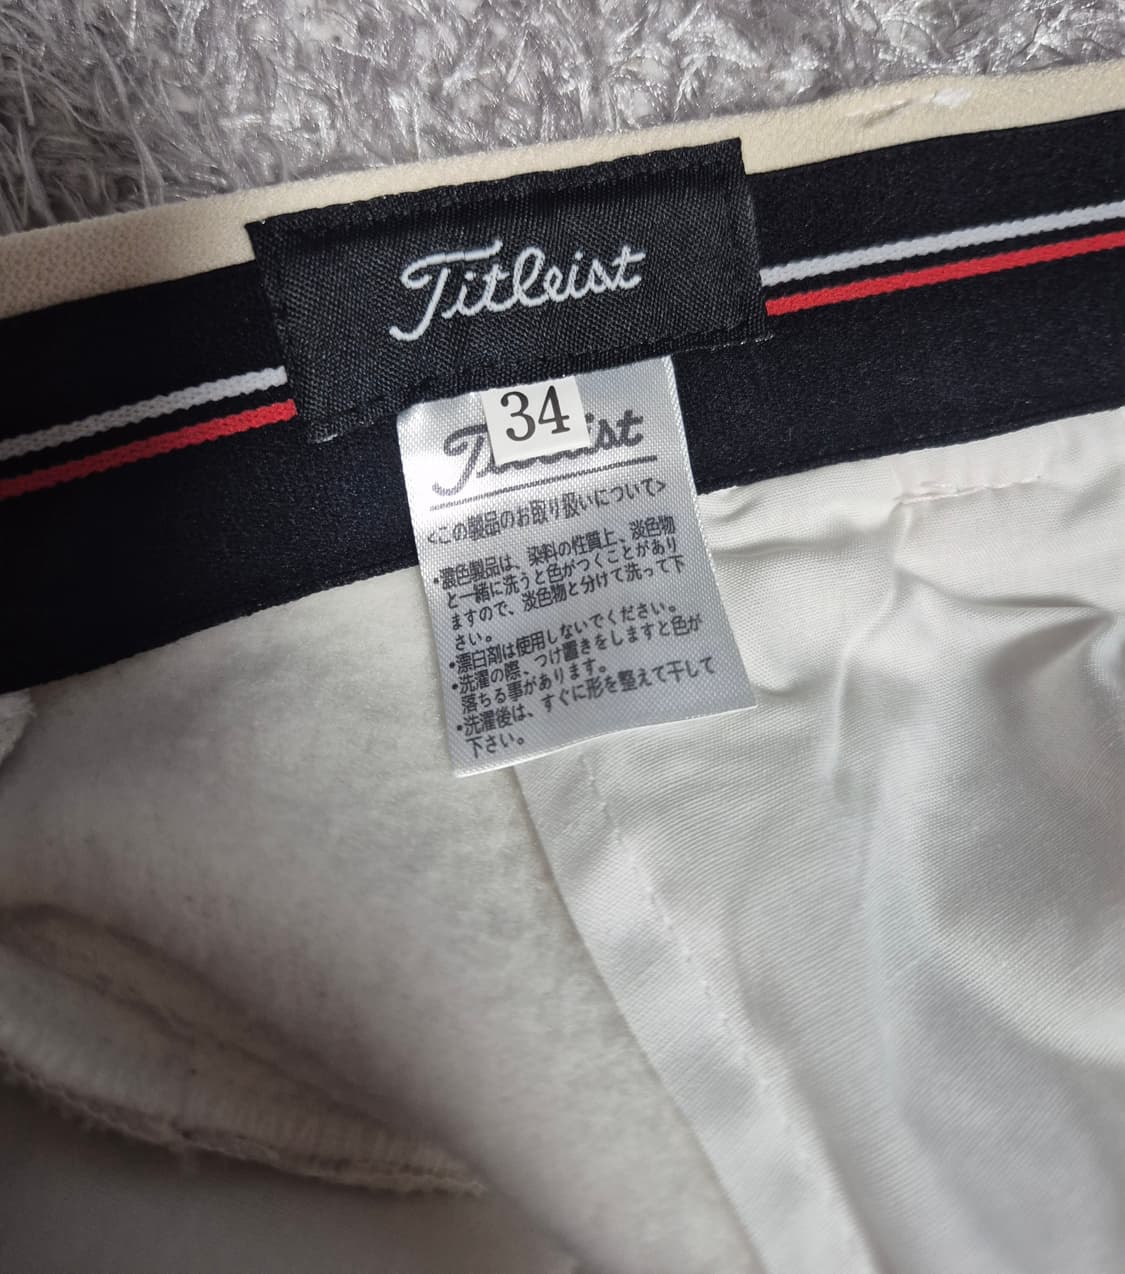 Titleist
34
<この製品のお取り扱いについて>
•濃色製品は、染料の性質上、淡色物
と一緒に洗うと色がつくことがあり
ますので、淡色物と分けて洗って下
さい。
•漂白剤は使用しないでください。
•洗濯の際、つけ置きをしますと色が
落ちる事があります。
•洗濯後は、すぐに形を整えて干して
下さい。